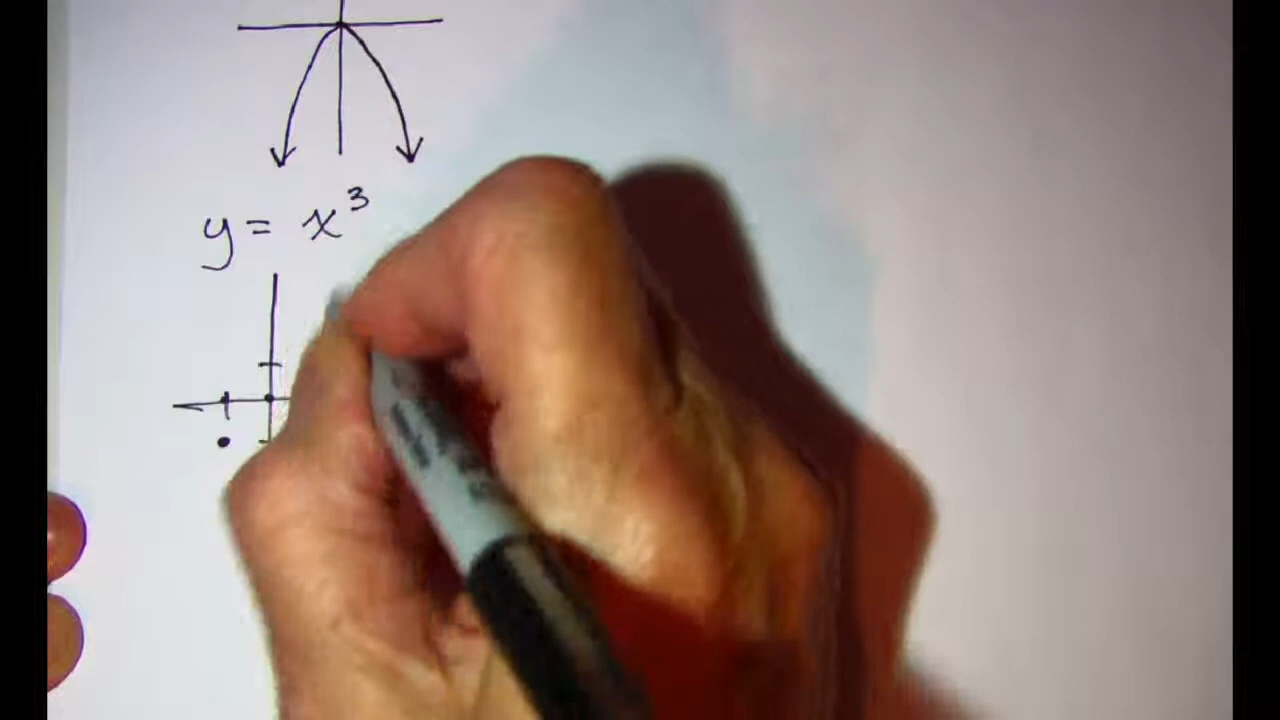 y = x³